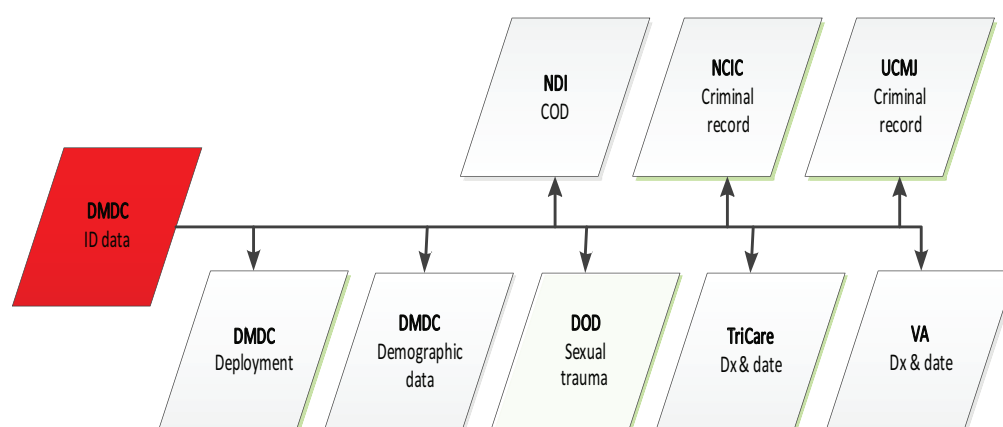 NDI
COD
NCIC
Criminal
record
UCMJ
Criminal
record
DMDC
ID data
DMDC
Deployment
DMDC
Demographic
data
DOD
Sexual
trauma
TriCare
Dx & date
VA
Dx & date